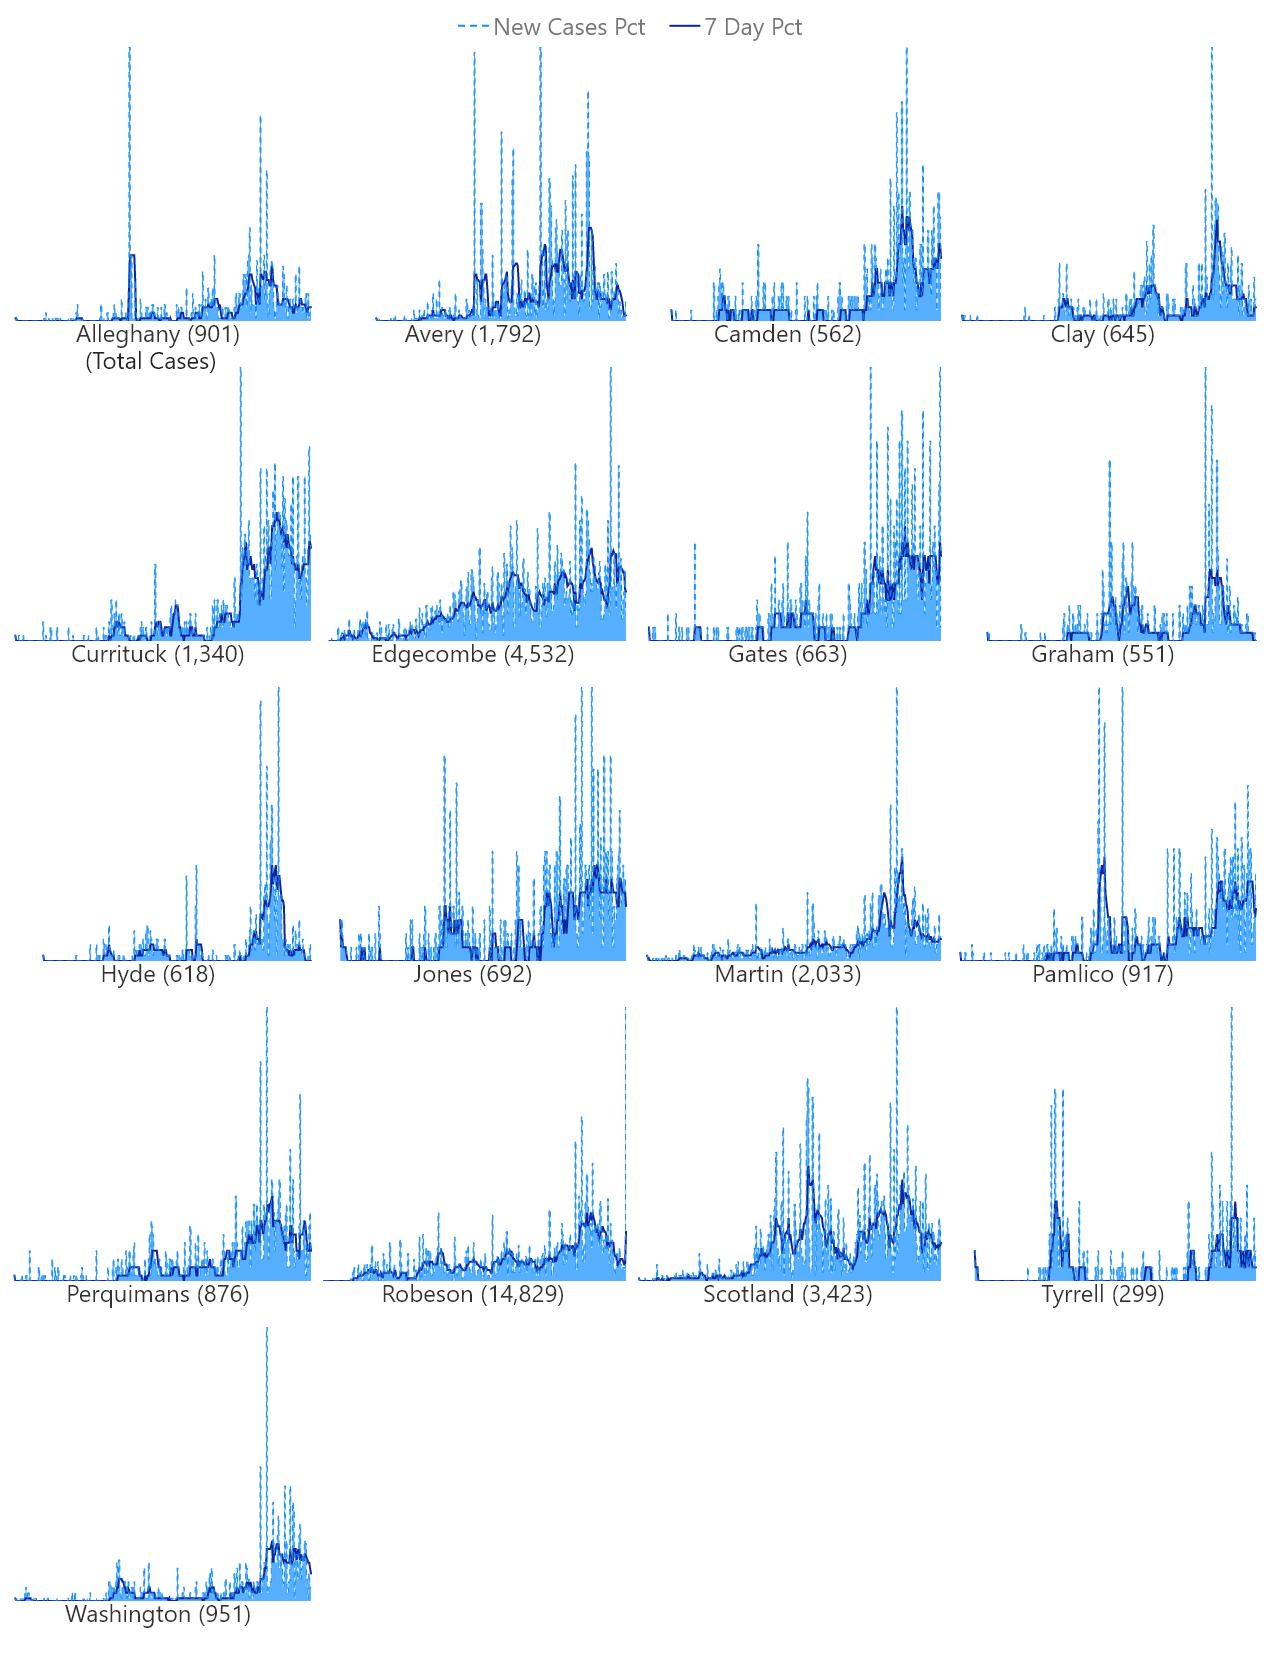 New Cases Pct 7 Day Pct
Alleghany (901) Avery (1,792) Camden (562) Clay (645)
(Total Cases)
Currituck (1,340) Edgecombe (4,532) Gates (663) Graham (551)
Hyde (618) Jones (692) Martin (2,033) Pamlico (917)
Perquimans (876) Robeson (14,829) Scotland (3,423) Tyrrell (299)
Washington (951)